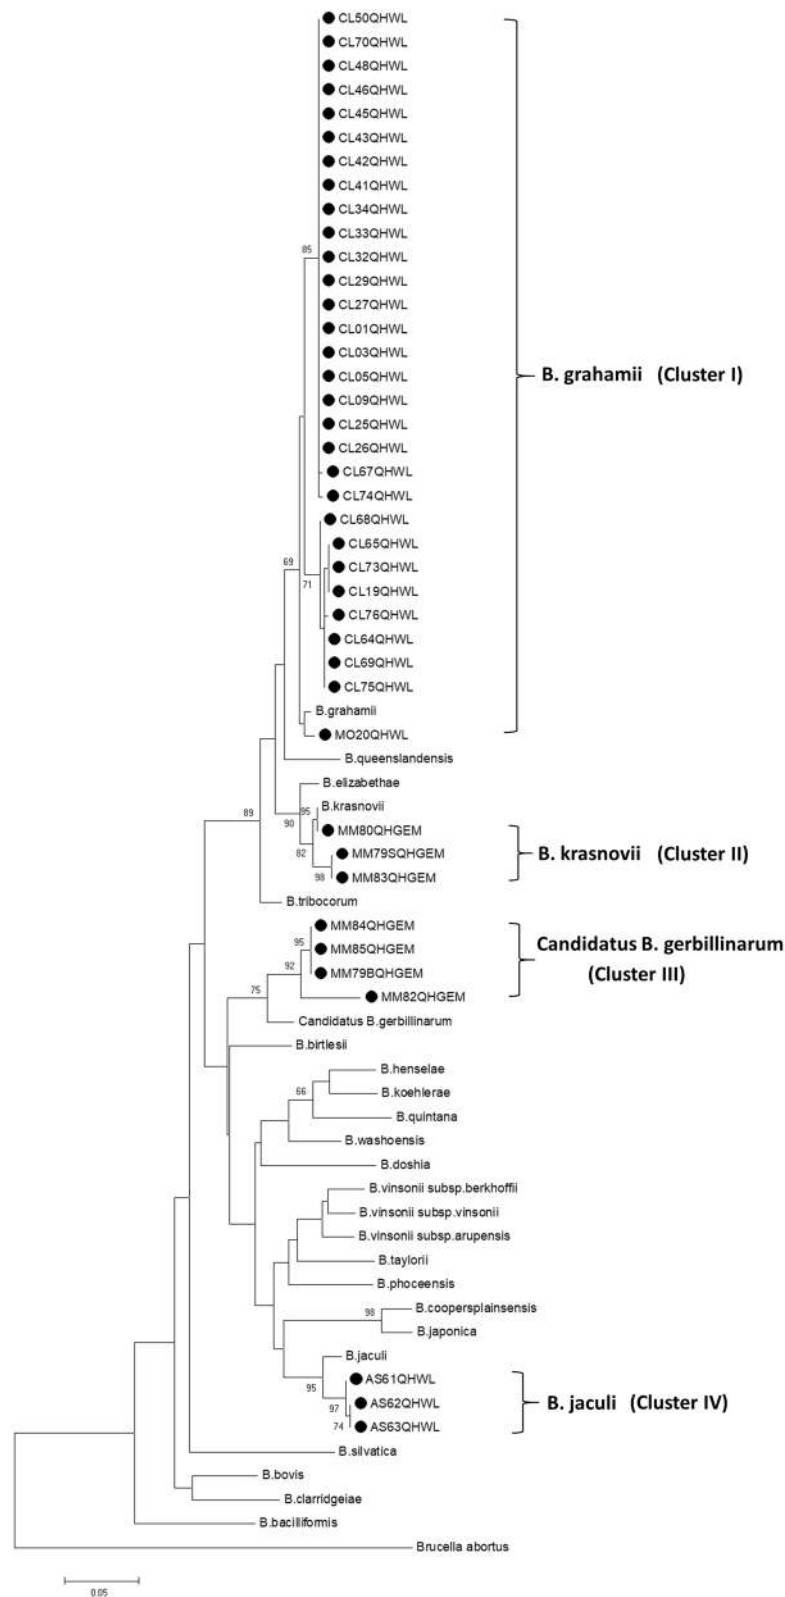 CL50QHWL
CL70QHWL
CL48QHWL
CL46QHWL
CL45QHWL
CL43QHWL
CL42QHWL
CL41QHWL
CL34QHWL
CL33QHWL
85
CL32QHWL
CL29QHWL
CL27QHWL
CL01QHWL
CL03QHWL
CL05QHWL
B. grahamii (Cluster I)
CL09QHWL
CL25QHWL
CL26QHWL
CL67QHWL
CL74QHWL
CL68QHWL
CL65QHWL
69
CL73QHWL
71
CL19QHWL
CL76QHWL
CL64QHWL
CL69QHWL
CL75QHWL
B.grahamii
MO20QHWL
B.queenslandensis
B.elizabethae
89
95
B.krasnovii
90
MM80QHGEM
82
MM79SQHGEM
B. krasnovii (Cluster II)
98
MM83QHGEM
B.tribocorum
MM84QHGEM
95
MM85QHGEM
Candidatus B. gerbillinarum
(Cluster III)
92
MM79BQHGEM
75
MM82QHGEM
Candidatus B.gerbillinarum
B.birtlesii
B.henselae
66
B.koehlerae
B.quintana
B.washoensis
B.doshia
B.vinsonii subsp.berkhoffii
B.vinsonii subsp.vinsonii
B.vinsonii subsp.arupensis
B.taylorii
B.phoceensis
98
B.coopersplainsensis
B.japonica
B.jaculi
95
AS61QHWL
97
AS62QHWL
B. jaculi (Cluster IV)
74
AS63QHWL
B.silvatica
B.bovis
B.clarridgeiae
B.bacilliformis
Brucella abortus
0.05